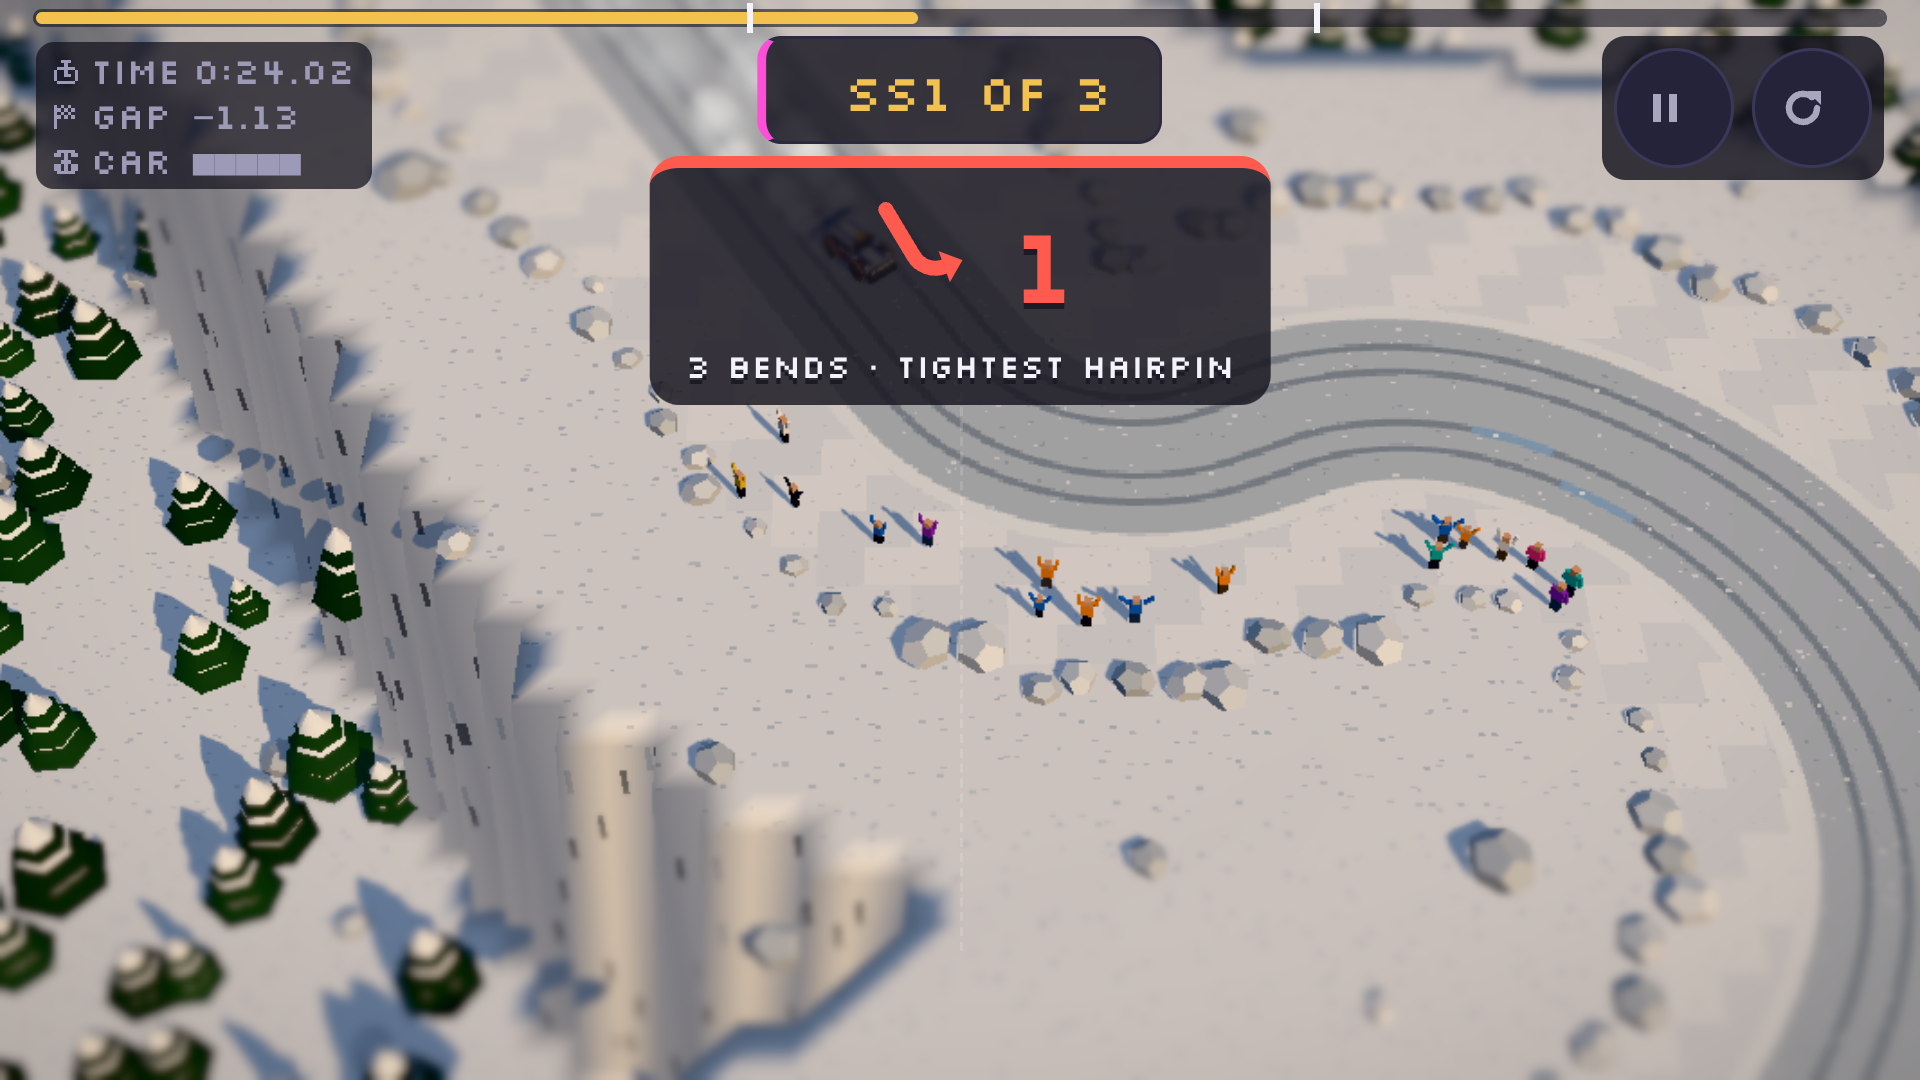 TIME 0:24.02
GAP -1.13
CAR
SS1 OF 3
1
3 BENDS · TIGHTEST HAIRPIN